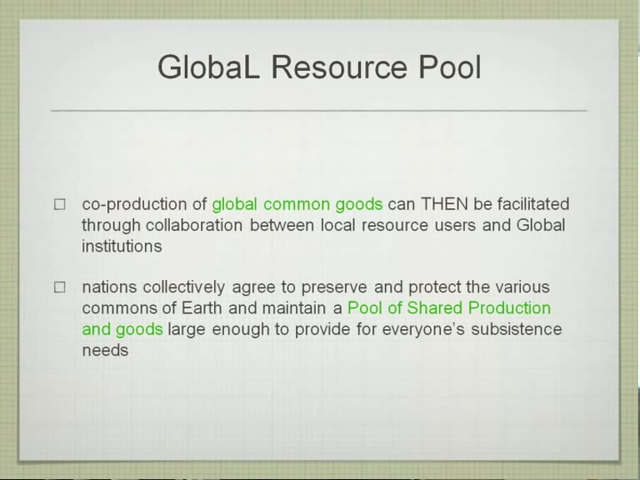 GlobaL Resource Pool
co-production of global common goods can THEN be facilitated
through collaboration between local resource users and Global
institutions
nations collectively agree to preserve and protect the various
commons of Earth and maintain a Pool of Shared Production
and goods large enough to provide for everyone's subsistence
needs